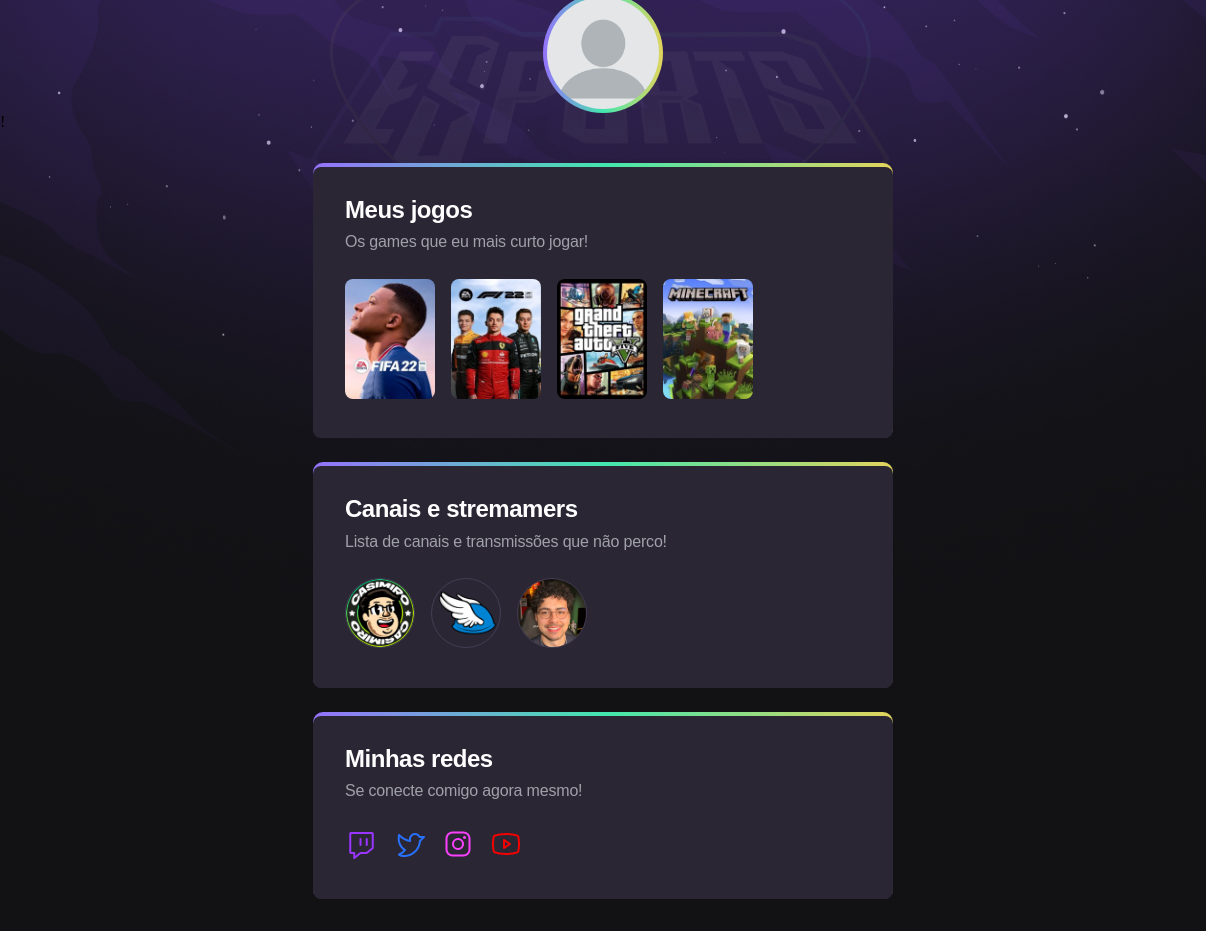 ESPORTS
!
Meus jogos
Os games que eu mais curto jogar!
FIFA 22
F1 22
grand
theft
auto
FIVE
MINECRAFT
Canais e stremamers
Lista de canais e transmissões que não perco!
CASIMIRO
CASIMIRO
Minhas redes
Se conecte comigo agora mesmo!